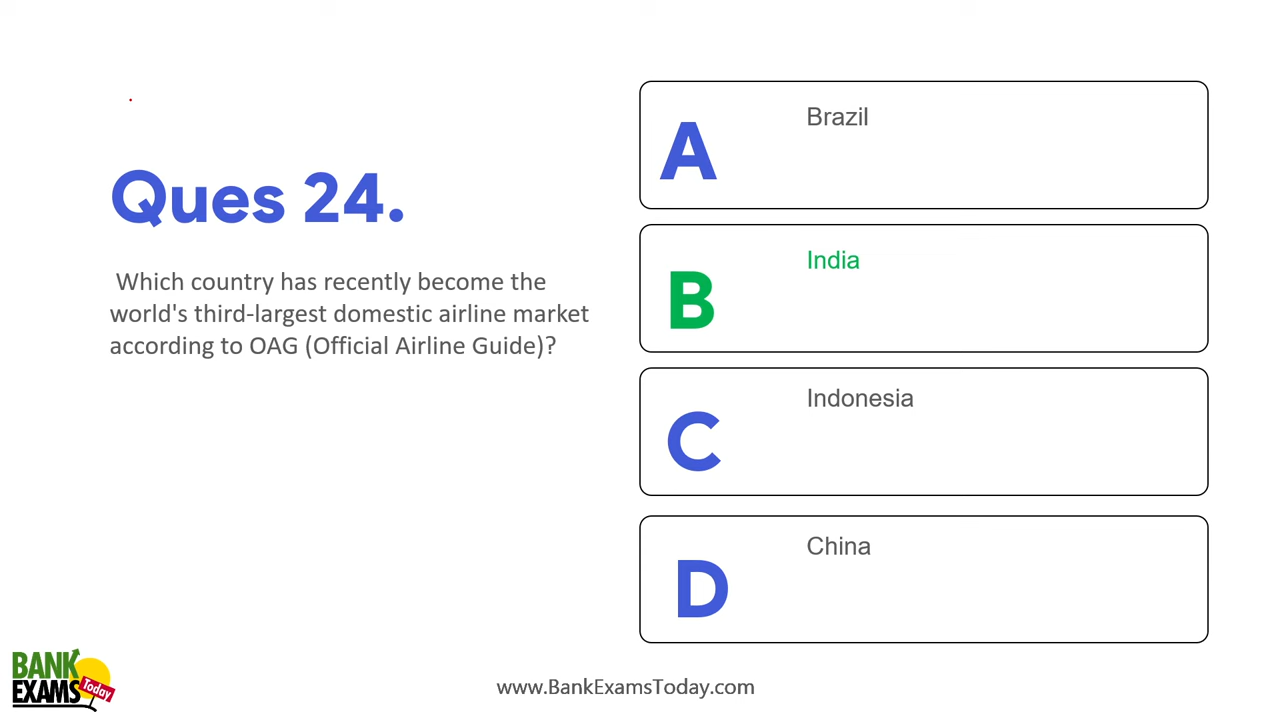 Ques 24.
Which country has recently become the
world's third-largest domestic airline market
according to OAG (Official Airline Guide)?
A
Brazil
B
India
C
Indonesia
D
China
BANK
EXAMS
Today
www.BankExamsToday.com